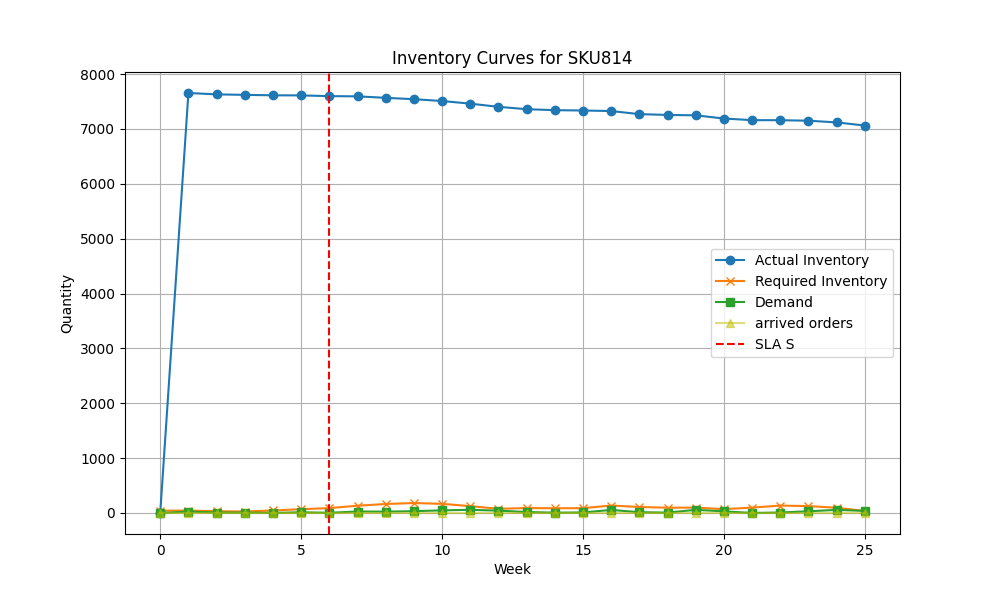 Inventory Curves for SKU814
8000
7000
6000
5000
4000
3000
2000
1000
0
Quantity
Actual Inventory
Required Inventory
Demand
arrived orders
SLA S
0 5 10 15 20 25
Week